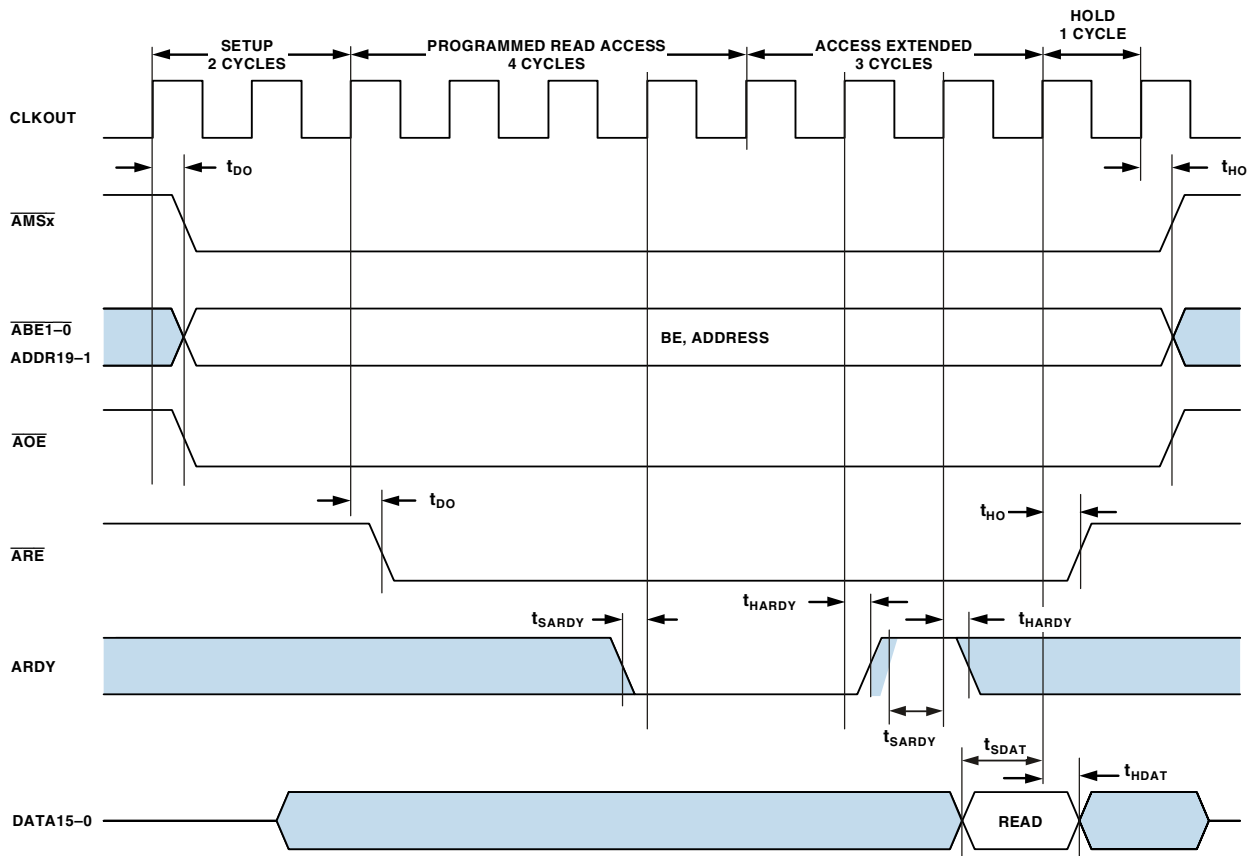 HOLD
1 CYCLE
SETUP
2 CYCLES
PROGRAMMED READ ACCESS
4 CYCLES
ACCESS EXTENDED
3 CYCLES
CLKOUT
tDO
tHO
AMSx
ABE1–0
ADDR19–1
BE, ADDRESS
AOE
tDO
tHO
ARE
tSARDY
tHARDY
tHARDY
ARDY
tSARDY
tSDAT
tHDAT
DATA15–0
READ